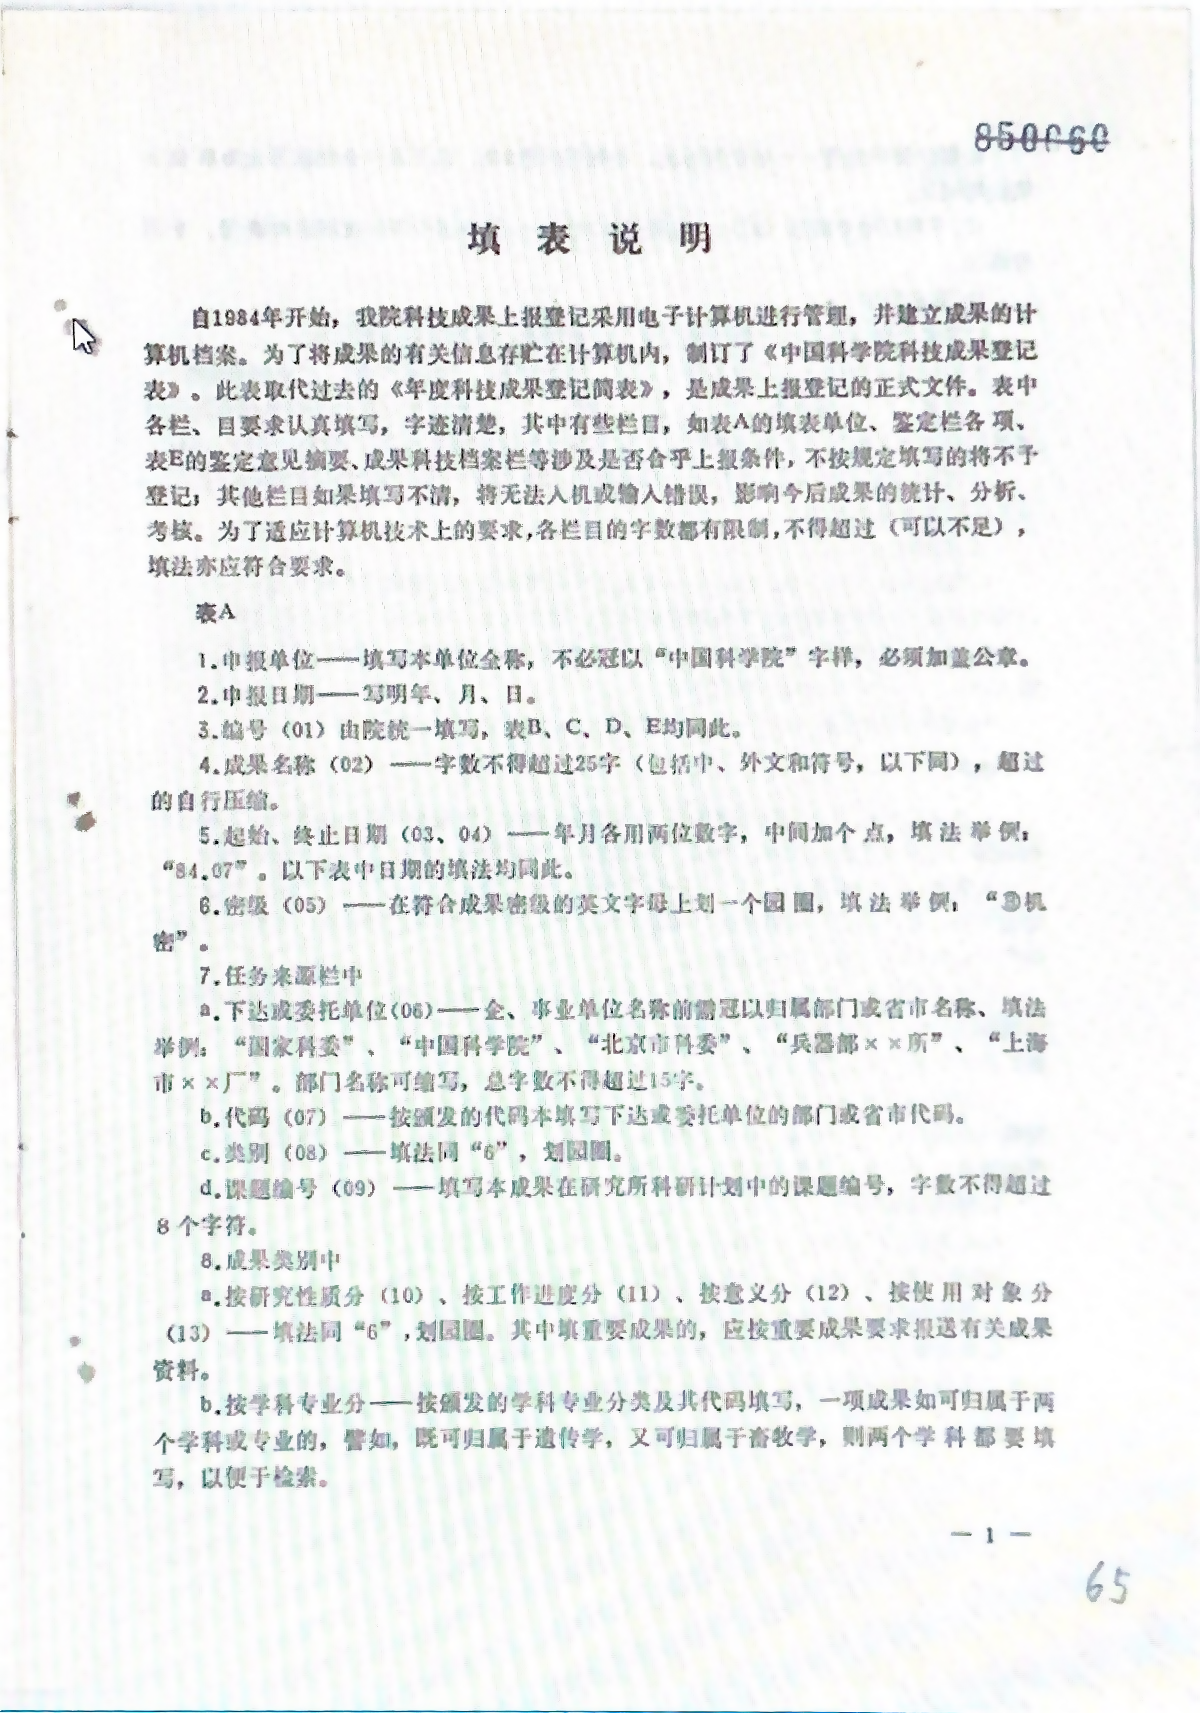 850060
填表说明
自1984年开始，我院科技成果上报登记采用电子计算机进行管理，并建立成果的计
算机档案。为了将成果的有关信息存贮在计算机内，制订了《中国科学院科技成果登记
表》。此表取代过去的《年度科技成果登记简表》，是成果上报登记的正式文件。表中
各栏、目要求认真填写，字迹清楚，其中有些栏目，如表A的填表单位、鉴定栏各项、
表E的鉴定意见摘要、成果科技档案栏等涉及是否合乎上报条件，不按规定填写的将不予
登记；其他栏目如果填写不清，将无法入机或输入错误，影响今后成果的统计、分析、
考核。为了适应计算机技术上的要求，各栏目的字数都有限制，不得超过（可以不足），
填法亦应符合要求。
表A
1.申报单位——填写本单位全称，不必冠以“中国科学院”字样，必须加盖公章。
2.申报日期——写明年、月、日。
3.编号（01）由院统一填写，表B、C、D、E均同此。
4.成果名称（02）——字数不得超过25字（包括中、外文和符号，以下同），超过
的自行压缩。
5.起始、终止日期（03、04）——年月各用两位数字，中间加个点，填法举例：
“84.07”。以下表中日期的填法均同此。
6.密级（05）——在符合成果密级的英文字母上划一个园圈，填法举例：“机
密”。
7.任务来源栏中
a.下达或委托单位(06)——企、事业单位名称前需冠以归属部门或省市名称、填法
举例：“国家科委”、“中国科学院”、“北京市科委”、“兵器部××所”、“上海
市××厂”。部门名称可缩写，总字数不得超过15字。
b.代码（07）——按颁发的代码本填写下达或委托单位的部门或省市代码。
c.类别（08）——填法同“6”，划园圈。
d.课题编号（09）——填写本成果在研究所科研计划中的课题编号，字数不得超过
8个字符。
8.成果类别中
a.按研究性质分（10）、按工作进度分（11）、按意义分（12）、按使用对象分
（13）——填法同“6”,划园圈。其中填重要成果的，应按重要成果要求报送有关成果
资料。
b.按学科专业分——按颁发的学科专业分类及其代码填写，一项成果如可归属于两
个学科或专业的，譬如，既可归属于遗传学，又可归属于畜牧学，则两个学科都要填
写，以便于检索。
— 1 —
65